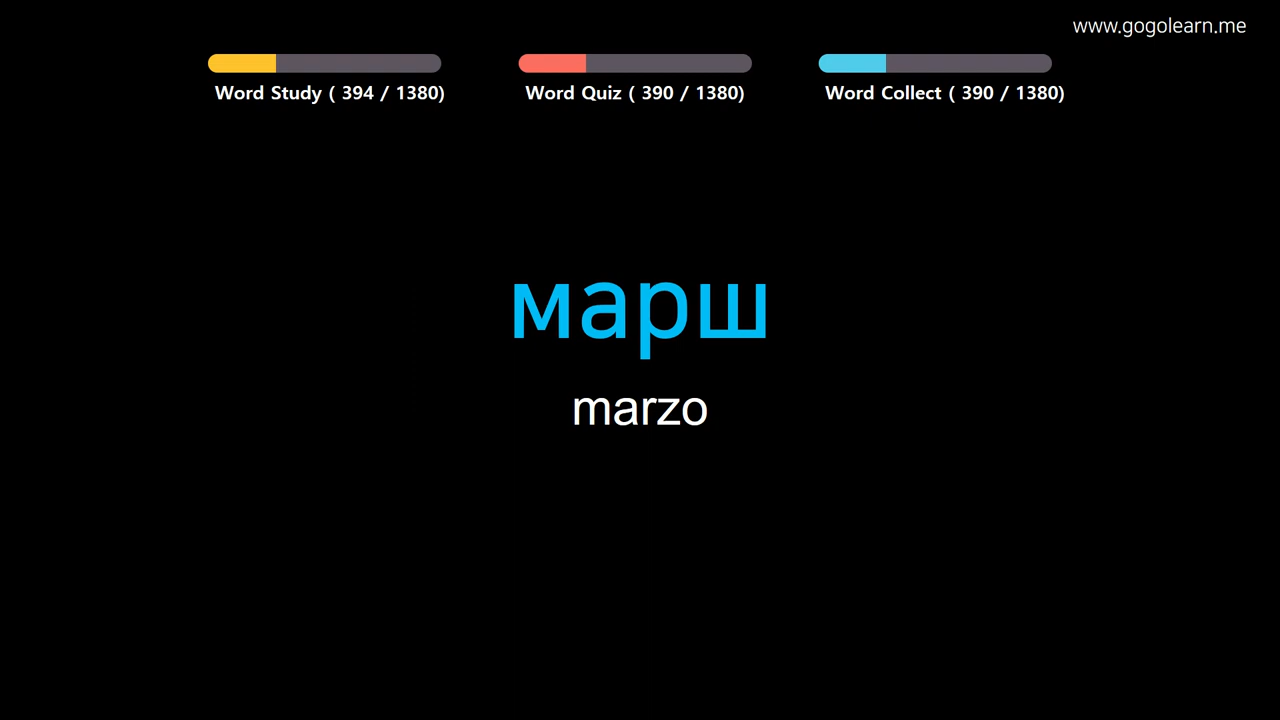 www.gogolearn.me
Word Study ( 394 / 1380)
Word Quiz ( 390 / 1380)
Word Collect ( 390 / 1380)
марш
marzo